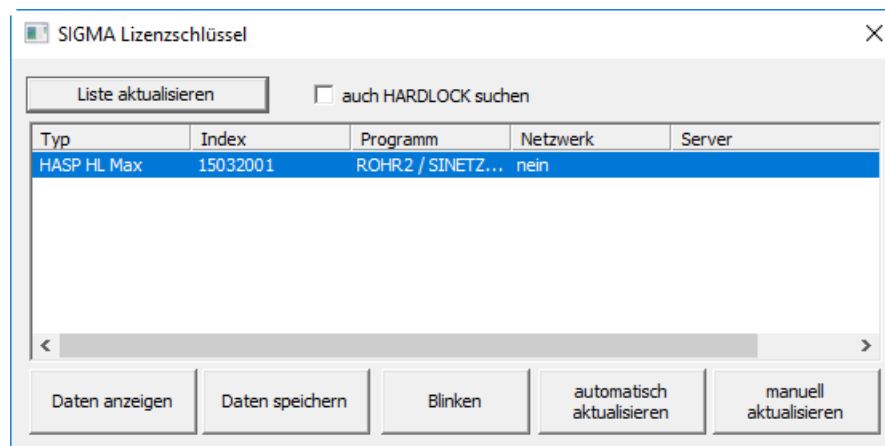 SIGMA Lizenzschlüssel
Liste aktualisieren auch HARDLOCK suchen
Typ Index Programm Netzwerk Server
HASP HL Max 15032001 ROHR2 / SINETZ... nein
Daten anzeigen Daten speichern Blinken automatisch aktualisieren manuell aktualisieren